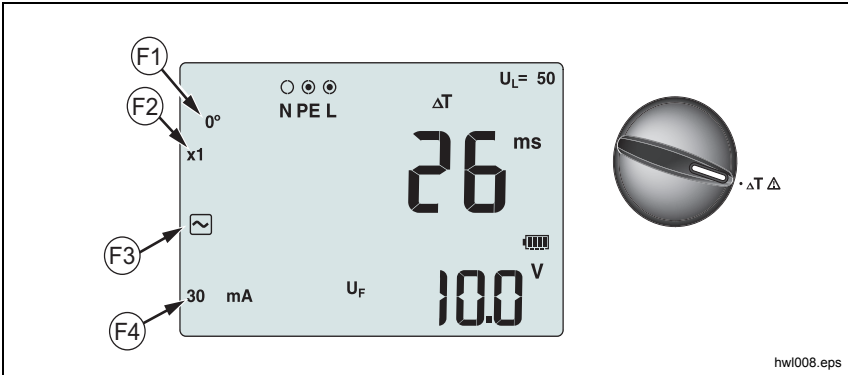 F1
F2
F3
F4
U_L= 50
N PE L
ΔT
0º
x1
26 ms
~
30 mA
U_F
10.0 V
ΔT ⚠
hwl008.eps